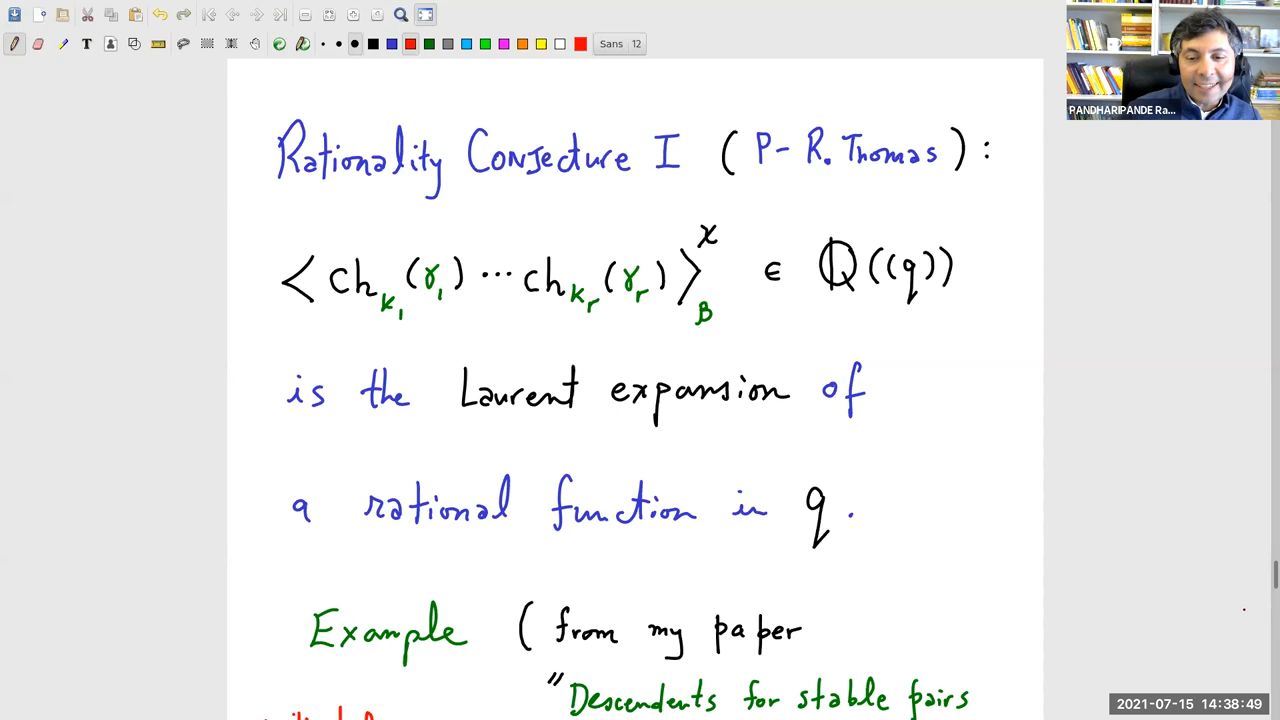 Sans 12
PANDHARIPANDE Ra...
Rationality Conjecture I ( P- R. Thomas ) :
< ch_{k_1}(γ_1) ··· ch_{k_r}(γ_r) >^X_β ∈ ℚ((q))
is the Laurent expansion of
a rational function in q.
Example ( from my paper
"Descendents for stable pairs
2021-07-15 14:38:49